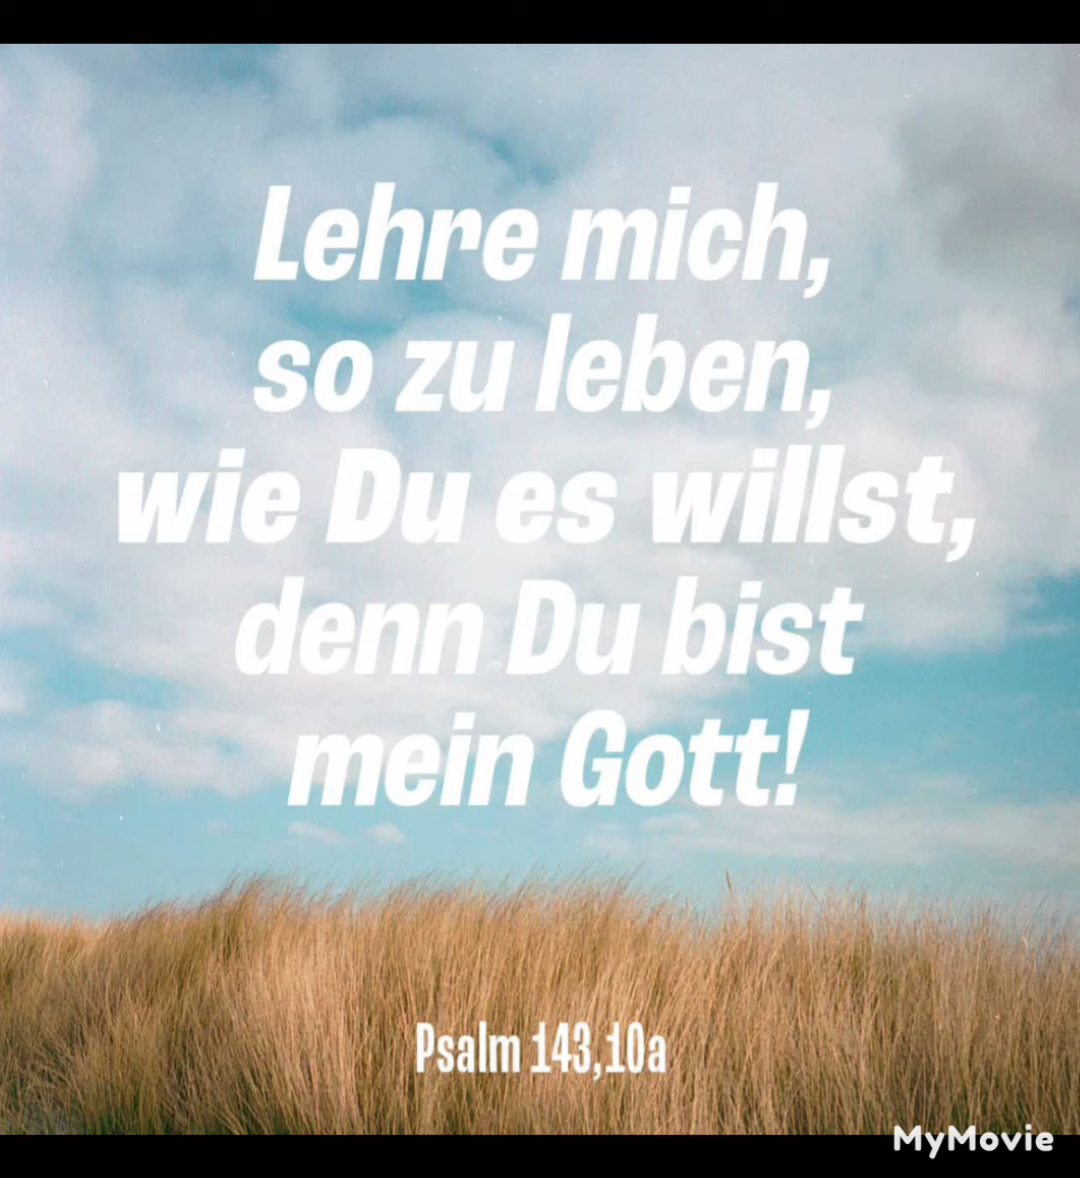 Lehre mich,
so zu leben,
wie Du es willst,
denn Du bist
mein Gott!
Psalm 143,10a
MyMovie